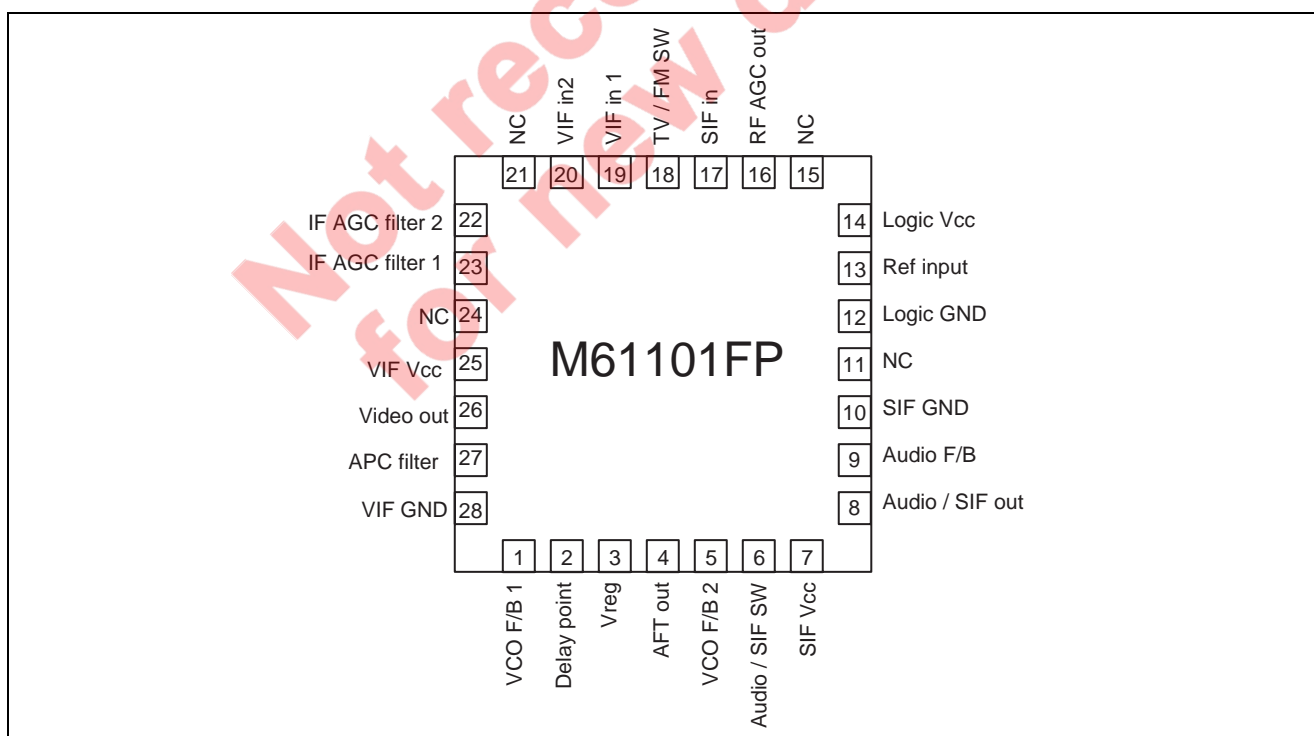 Not reco
for new d
NC
VIF in2
VIF in 1
TV / FM SW
SIF in
RF AGC out
NC
21
20
19
18
17
16
15
IF AGC filter 2
22
14
Logic Vcc
IF AGC filter 1
23
13
Ref input
NC
24
12
Logic GND
M61101FP
VIF Vcc
25
11
NC
Video out
26
10
SIF GND
APC filter
27
9
Audio F/B
VIF GND
28
8
Audio / SIF out
1
2
3
4
5
6
7
VCO F/B 1
Delay point
Vreg
AFT out
VCO F/B 2
Audio / SIF SW
SIF Vcc